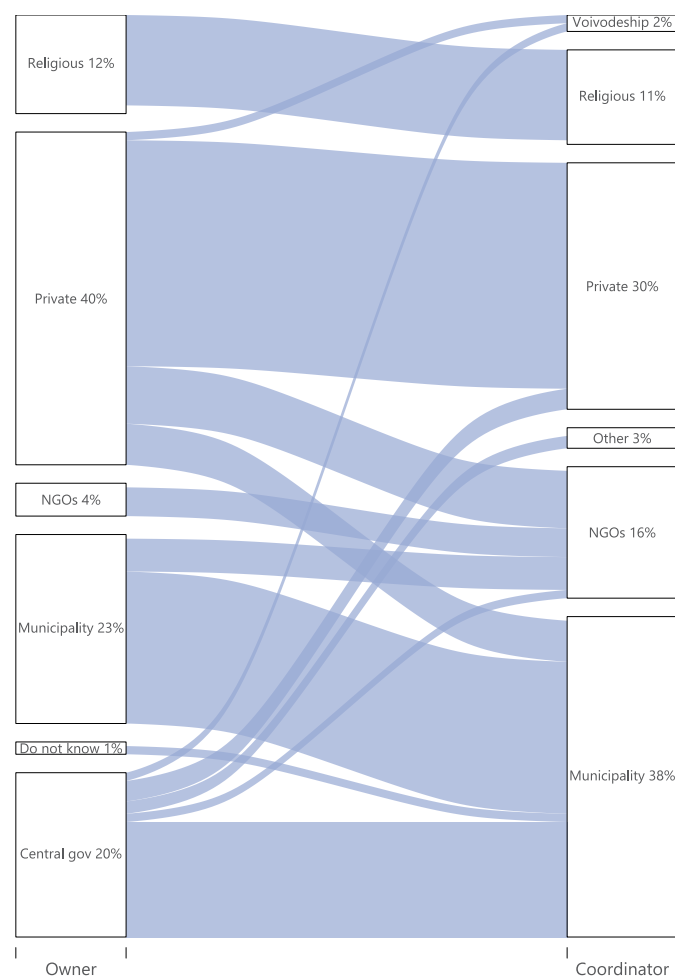 Religious 12%
Private 40%
NGOs 4%
Municipality 23%
Do not know 1%
Central gov 20%
Owner
Voivodeship 2%
Religious 11%
Private 30%
Other 3%
NGOs 16%
Municipality 38%
Coordinator